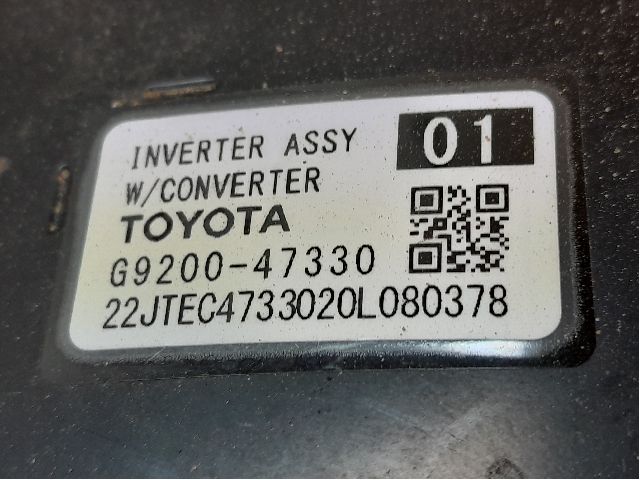 INVERTER ASSY 01
W/CONVERTER
TOYOTA
G9200-47330
22JTEC4733020L080378